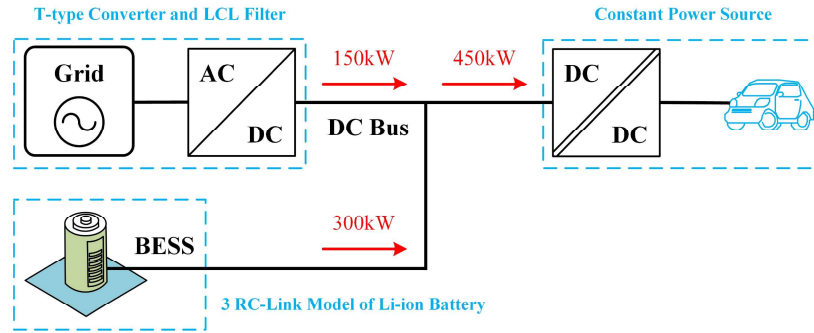 T-type Converter and LCL Filter
Constant Power Source
Grid
AC
DC
150kW
450kW
DC Bus
DC
DC
BESS
300kW
3 RC-Link Model of Li-ion Battery